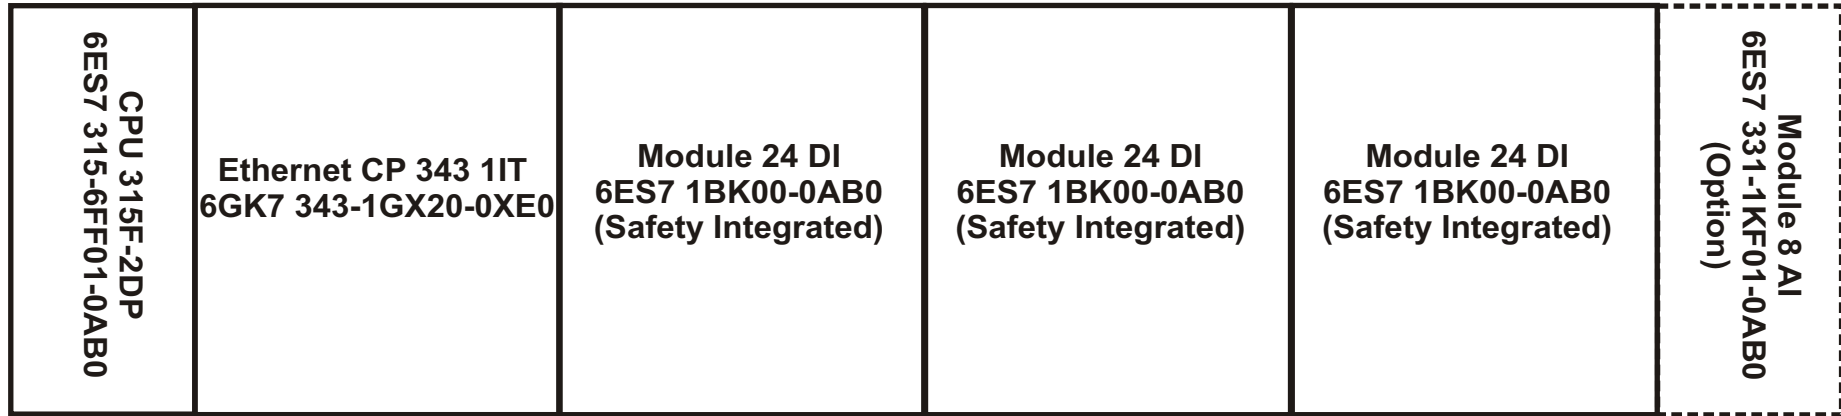 CPU 315F-2DP
6ES7 315-6FF01-0AB0
Ethernet CP 343 1IT
6GK7 343-1GX20-0XE0
Module 24 DI
6ES7 1BK00-0AB0
(Safety Integrated)
Module 24 DI
6ES7 1BK00-0AB0
(Safety Integrated)
Module 24 DI
6ES7 1BK00-0AB0
(Safety Integrated)
Module 8 AI
6ES7 331-1KF01-0AB0
(Option)